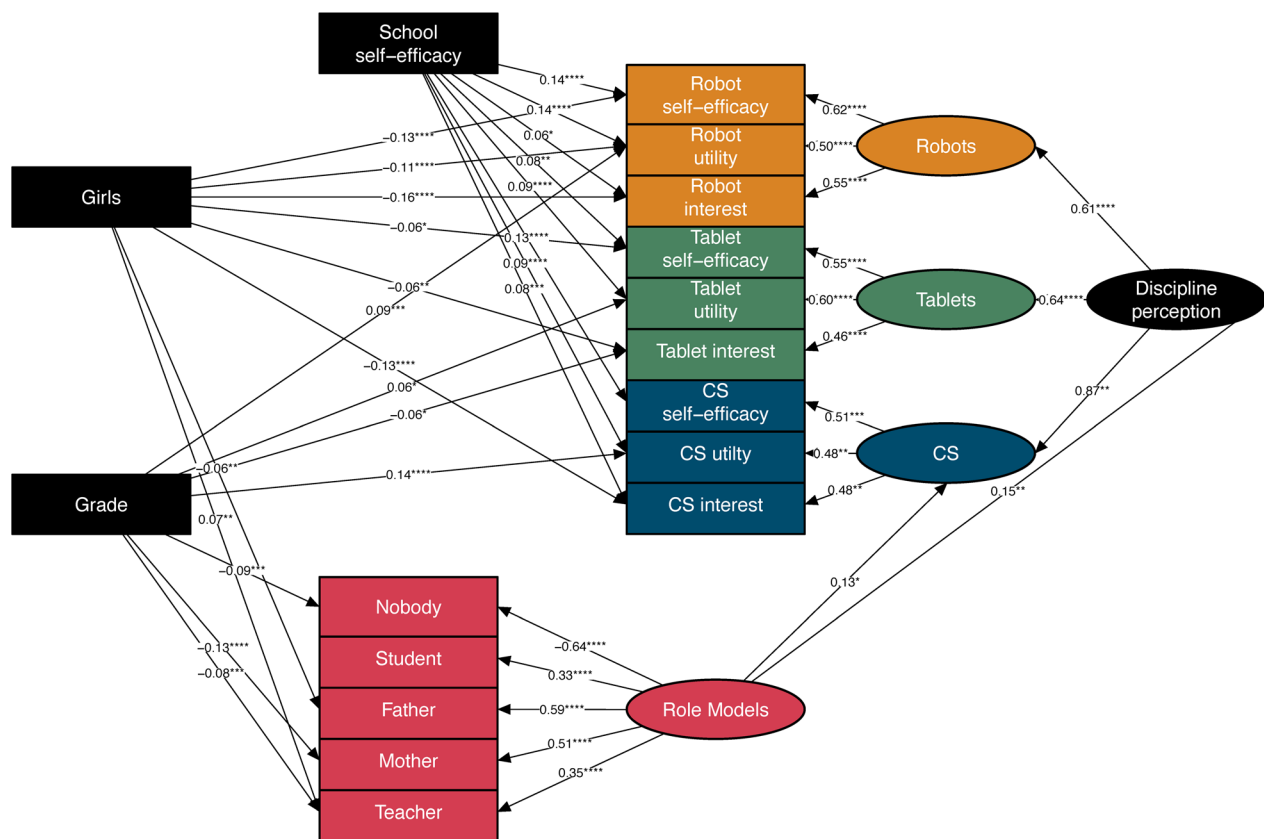 School
self−efficacy
Robot
self−efficacy
0.14****
0.62****
0.14****
−0.13****
0.06*
Robot
utility
0.50****
Robots
−0.11****
0.08**
0.09****
0.55****
Girls
−0.16****
Robot
interest
0.61****
−0.06*
0.13****
Tablet
self−efficacy
0.09****
0.55****
0.08***
−0.06**
Tablet
utility
0.60****
Tablets
0.64****
Discipline
perception
0.09***
0.46****
Tablet interest
−0.13****
0.06*
CS
self−efficacy
0.87**
−0.06*
0.51***
CS utilty
0.48**
CS
−0.06**
0.14****
0.48**
0.15**
Grade
CS interest
0.07**
−0.09***
0.13*
Nobody
−0.64****
−0.13****
Student
−0.08***
0.33****
Father
0.59****
Role Models
0.51****
Mother
0.35****
Teacher